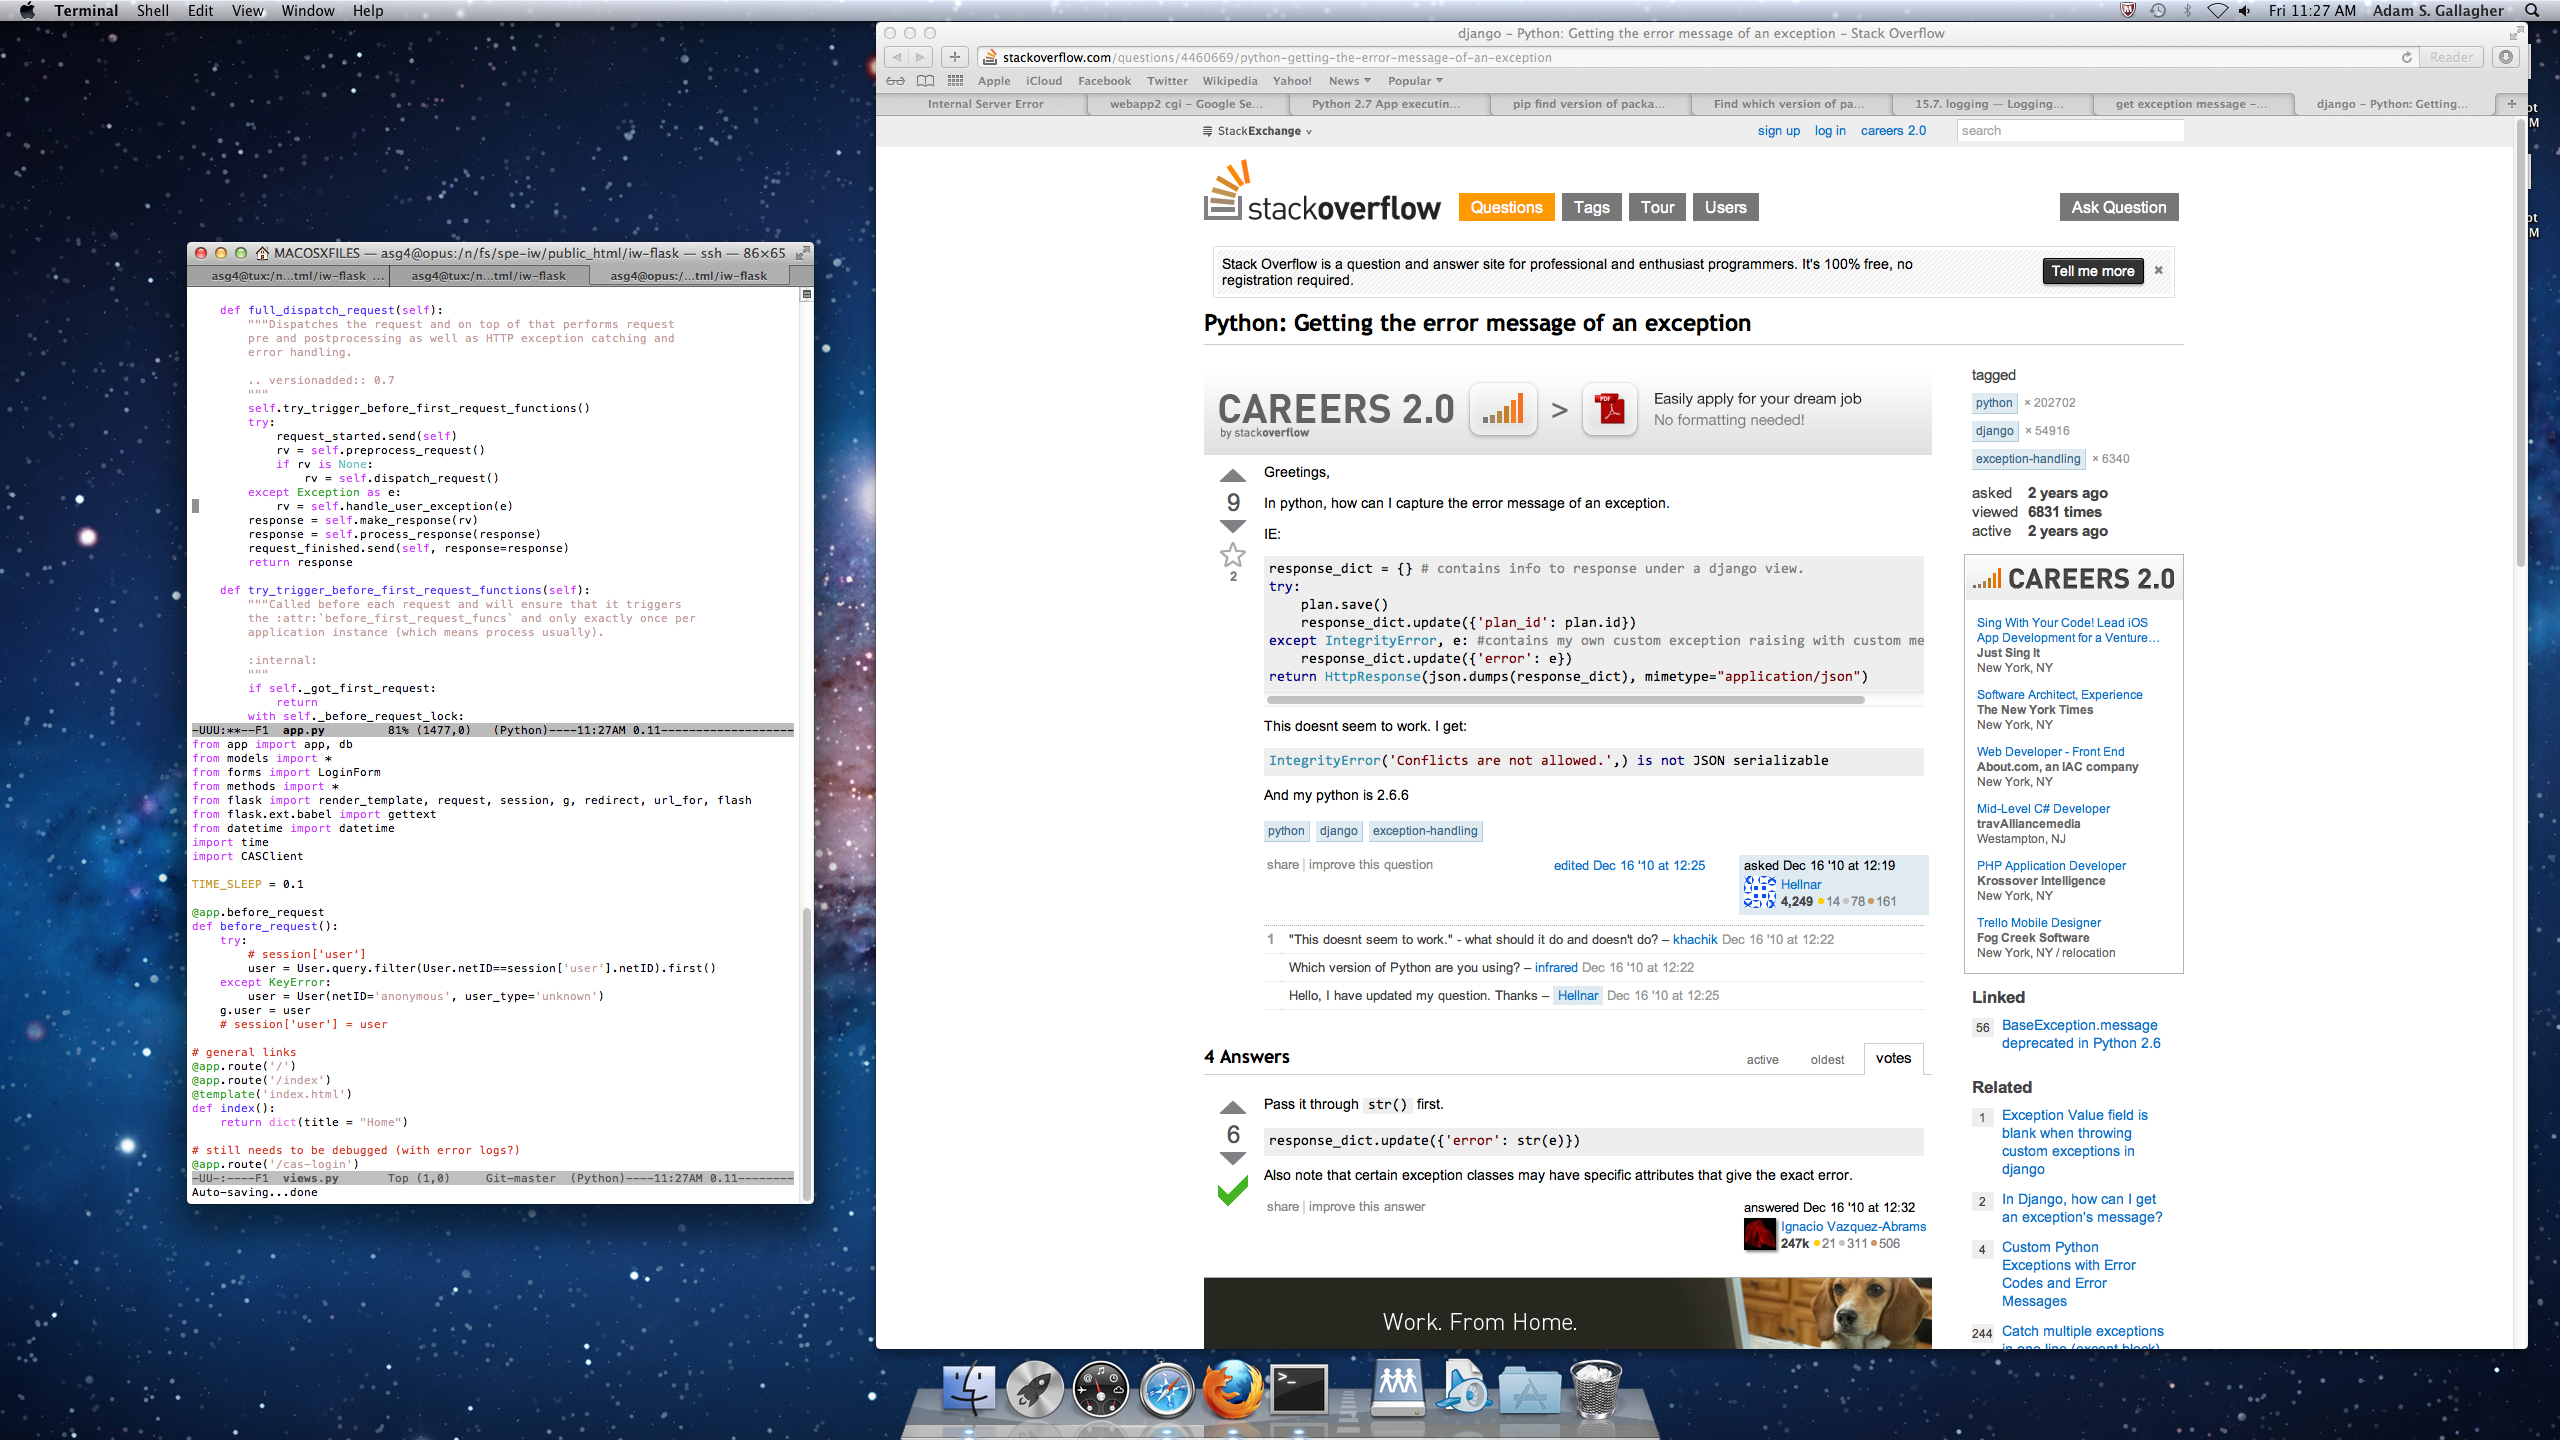 Terminal Shell Edit View Window Help
Fri 11:27 AM Adam S. Gallagher
MACOSXFILES — asg4@opus:/n/fs/spe-iw/public_html/iw-flask — ssh — 86×65
asg4@tux:/n...tml/iw-flask ... asg4@tux:/n...tml/iw-flask asg4@opus:/...tml/iw-flask
def full_dispatch_request(self):
"""Dispatches the request and on top of that performs request
pre and postprocessing as well as HTTP exception catching and
error handling.
.. versionadded:: 0.7
"""
self.try_trigger_before_first_request_functions()
try:
request_started.send(self)
rv = self.preprocess_request()
if rv is None:
rv = self.dispatch_request()
except Exception as e:
rv = self.handle_user_exception(e)
response = self.make_response(rv)
response = self.process_response(response)
request_finished.send(self, response=response)
return response
def try_trigger_before_first_request_functions(self):
"""Called before each request and will ensure that it triggers
the :attr:`before_first_request_funcs` and only exactly once per
application instance (which means process usually).
:internal:
"""
if self._got_first_request:
return
with self._before_request_lock:
-UUU:**--F1 app.py 81% (1477,0) (Python)----11:27AM 0.11-------------------
from app import app, db
from models import *
from forms import LoginForm
from methods import *
from flask import render_template, request, session, g, redirect, url_for, flash
from flask.ext.babel import gettext
from datetime import datetime
import time
import CASClient
TIME_SLEEP = 0.1
@app.before_request
def before_request():
try:
# session['user']
user = User.query.filter(User.netID==session['user'].netID).first()
except KeyError:
user = User(netID='anonymous', user_type='unknown')
g.user = user
# session['user'] = user
# general links
@app.route('/')
@app.route('/index')
@template('index.html')
def index():
return dict(title = "Home")
# still needs to be debugged (with error logs?)
@app.route('/cas-login')
-UU-:----F1 views.py Top (1,0) Git-master (Python)----11:27AM 0.11--------
Auto-saving...done
django – Python: Getting the error message of an exception – Stack Overflow
stackoverflow.com/questions/4460669/python-getting-the-error-message-of-an-exception
Reader
Apple iCloud Facebook Twitter Wikipedia Yahoo! News Popular
Internal Server Error webapp2 cgi – Google Se... Python 2.7 App executin... pip find version of packa... Find which version of pa... 15.7. logging — Logging... get exception message –... django – Python: Getting...
StackExchange
sign up log in careers 2.0 search
stackoverflow
Questions Tags Tour Users Ask Question
Stack Overflow is a question and answer site for professional and enthusiast programmers. It's 100% free, no
registration required.
Tell me more
Python: Getting the error message of an exception
CAREERS 2.0
by stackoverflow
>
PDF
Easily apply for your dream job
No formatting needed!
9
2
Greetings,
In python, how can I capture the error message of an exception.
IE:
response_dict = {} # contains info to response under a django view.
try:
plan.save()
response_dict.update({'plan_id': plan.id})
except IntegrityError, e: #contains my own custom exception raising with custom me
response_dict.update({'error': e})
return HttpResponse(json.dumps(response_dict), mimetype="application/json")
This doesnt seem to work. I get:
IntegrityError('Conflicts are not allowed.',) is not JSON serializable
And my python is 2.6.6
python django exception-handling
share | improve this question
edited Dec 16 '10 at 12:25
asked Dec 16 '10 at 12:19
Hellnar
4,249 14 78 161
1 "This doesnt seem to work." - what should it do and doesn't do? – khachik Dec 16 '10 at 12:22
Which version of Python are you using? – infrared Dec 16 '10 at 12:22
Hello, I have updated my question. Thanks – Hellnar Dec 16 '10 at 12:25
4 Answers
active oldest votes
6
Pass it through str() first.
response_dict.update({'error': str(e)})
Also note that certain exception classes may have specific attributes that give the exact error.
share | improve this answer
answered Dec 16 '10 at 12:32
Ignacio Vazquez-Abrams
247k 21 311 506
Work. From Home.
tagged
python × 202702
django × 54916
exception-handling × 6340
asked 2 years ago
viewed 6831 times
active 2 years ago
CAREERS 2.0
Sing With Your Code! Lead iOS
App Development for a Venture…
Just Sing It
New York, NY
Software Architect, Experience
The New York Times
New York, NY
Web Developer - Front End
About.com, an IAC company
New York, NY
Mid-Level C# Developer
travAlliancemedia
Westampton, NJ
PHP Application Developer
Krossover Intelligence
New York, NY
Trello Mobile Designer
Fog Creek Software
New York, NY / relocation
Linked
56 BaseException.message
deprecated in Python 2.6
Related
1 Exception Value field is
blank when throwing
custom exceptions in
django
2 In Django, how can I get
an exception's message?
4 Custom Python
Exceptions with Error
Codes and Error
Messages
244 Catch multiple exceptions
in one line (except block)